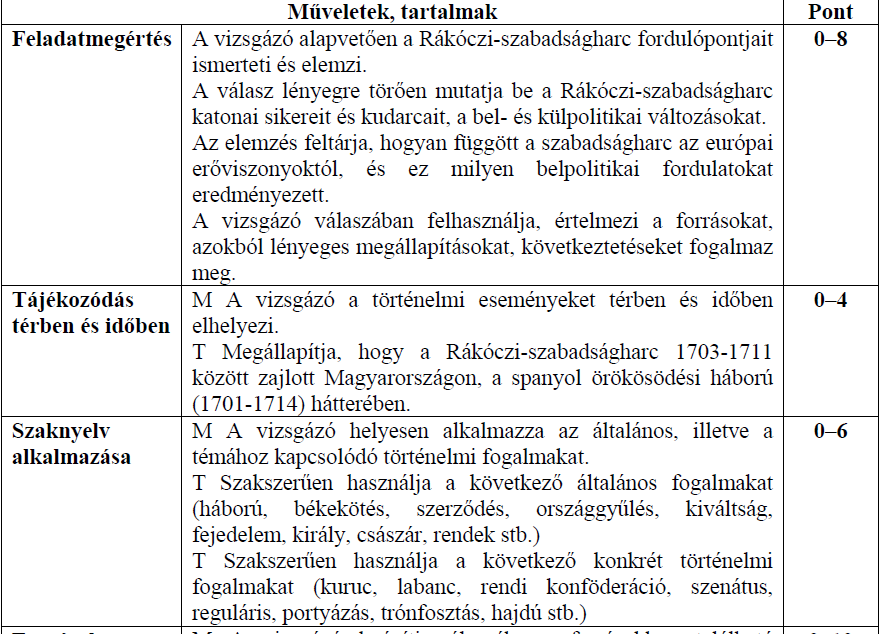 Műveletek, tartalmak Pont
Feladatmegértés A vizsgázó alapvetően a Rákóczi-szabadságharc fordulópontjait 0–8
ismerteti és elemzi.
A válasz lényegre törően mutatja be a Rákóczi-szabadságharc
katonai sikereit és kudarcait, a bel- és külpolitikai változásokat.
Az elemzés feltárja, hogyan függött a szabadságharc az európai
erőviszonyoktól, és ez milyen belpolitikai fordulatokat
eredményezett.
A vizsgázó válaszában felhasználja, értelmezi a forrásokat,
azokból lényeges megállapításokat, következtetéseket fogalmaz
meg.
Tájékozódás M A vizsgázó a történelmi eseményeket térben és időben 0–4
térben és időben elhelyezi.
T Megállapítja, hogy a Rákóczi-szabadságharc 1703-1711
között zajlott Magyarországon, a spanyol örökösödési háború
(1701-1714) hátterében.
Szaknyelv M A vizsgázó helyesen alkalmazza az általános, illetve a 0–6
alkalmazása témához kapcsolódó történelmi fogalmakat.
T Szakszerűen használja a következő általános fogalmakat
(háború, békekötés, szerződés, országgyűlés, kiváltság,
fejedelem, király, császár, rendek stb.)
T Szakszerűen használja a következő konkrét történelmi
fogalmakat (kuruc, labanc, rendi konföderáció, szenátus,
reguláris, portyázás, trónfosztás, hajdú stb.)